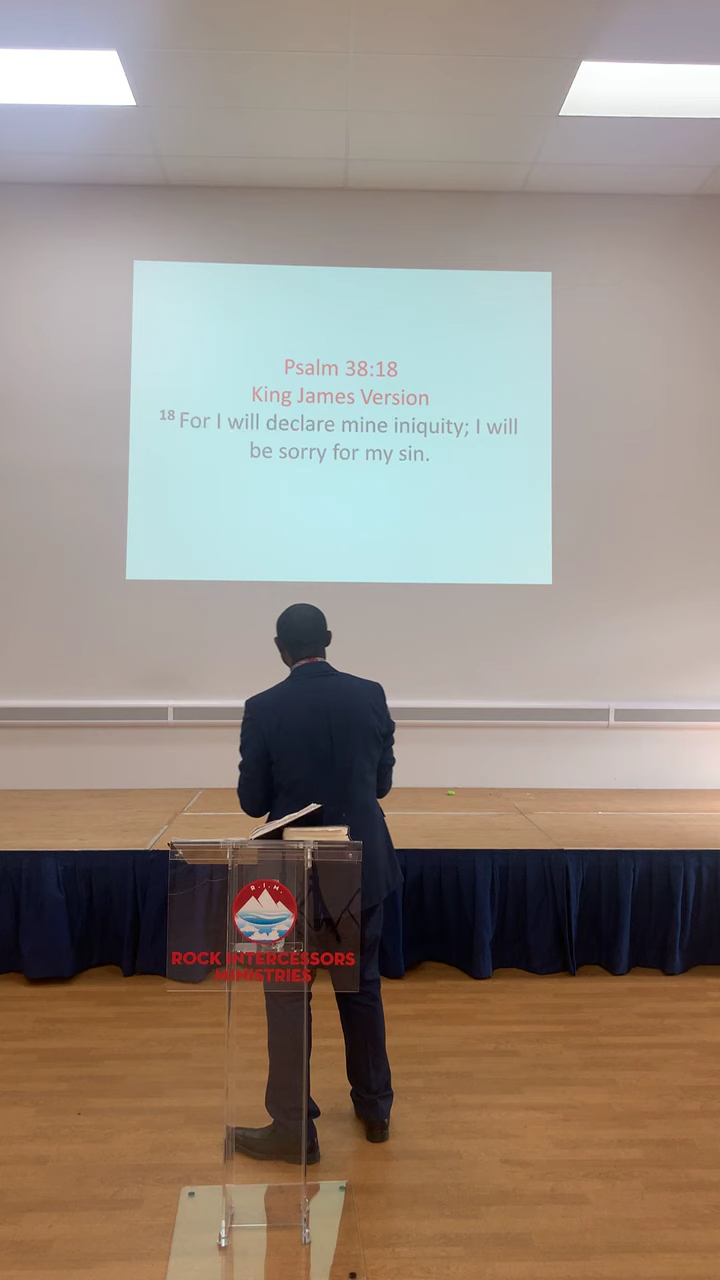 Psalm 38:18
King James Version
18 For I will declare mine iniquity; I will
be sorry for my sin.
R.I.M.
ROCK INTERCESSORS
MINISTRIES